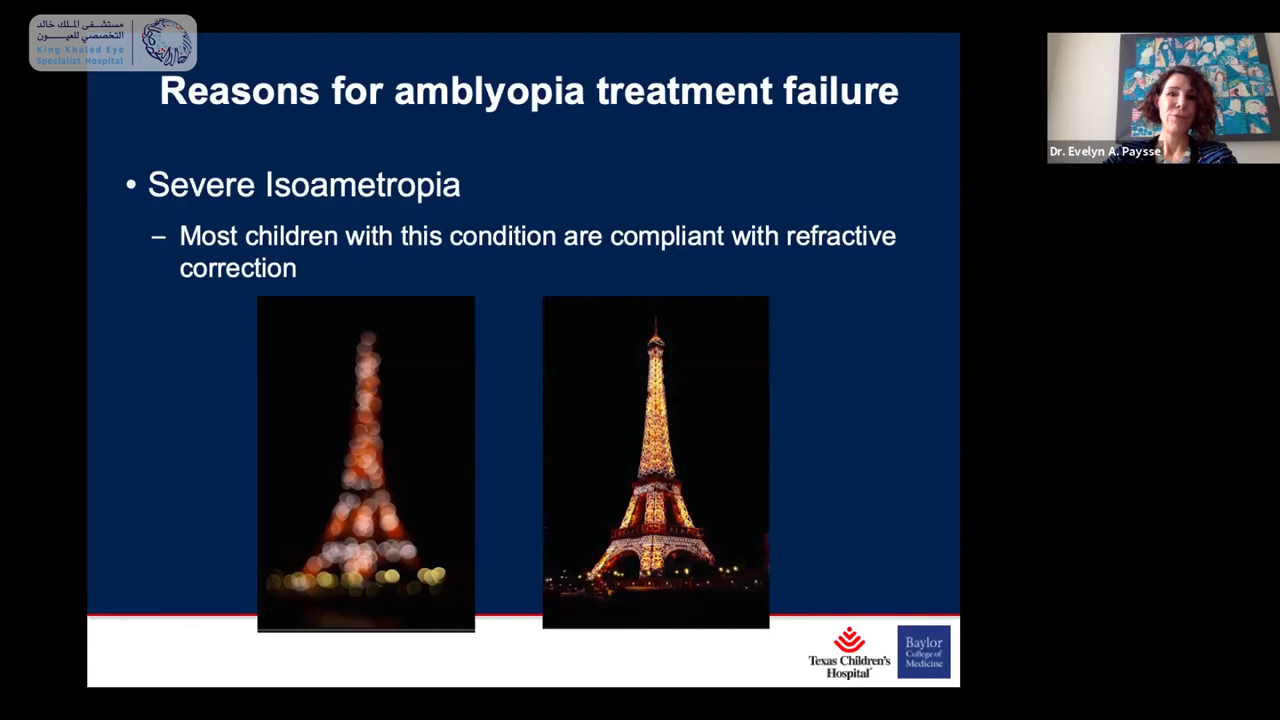 مستشفى الملك خالد
التخصصي للعيون
King Khaled Eye
Specialist Hospital
Reasons for amblyopia treatment failure
• Severe Isoametropia
– Most children with this condition are compliant with refractive
correction
Dr. Evelyn A. Paysse
Texas Children's
Hospital
Baylor
College of
Medicine